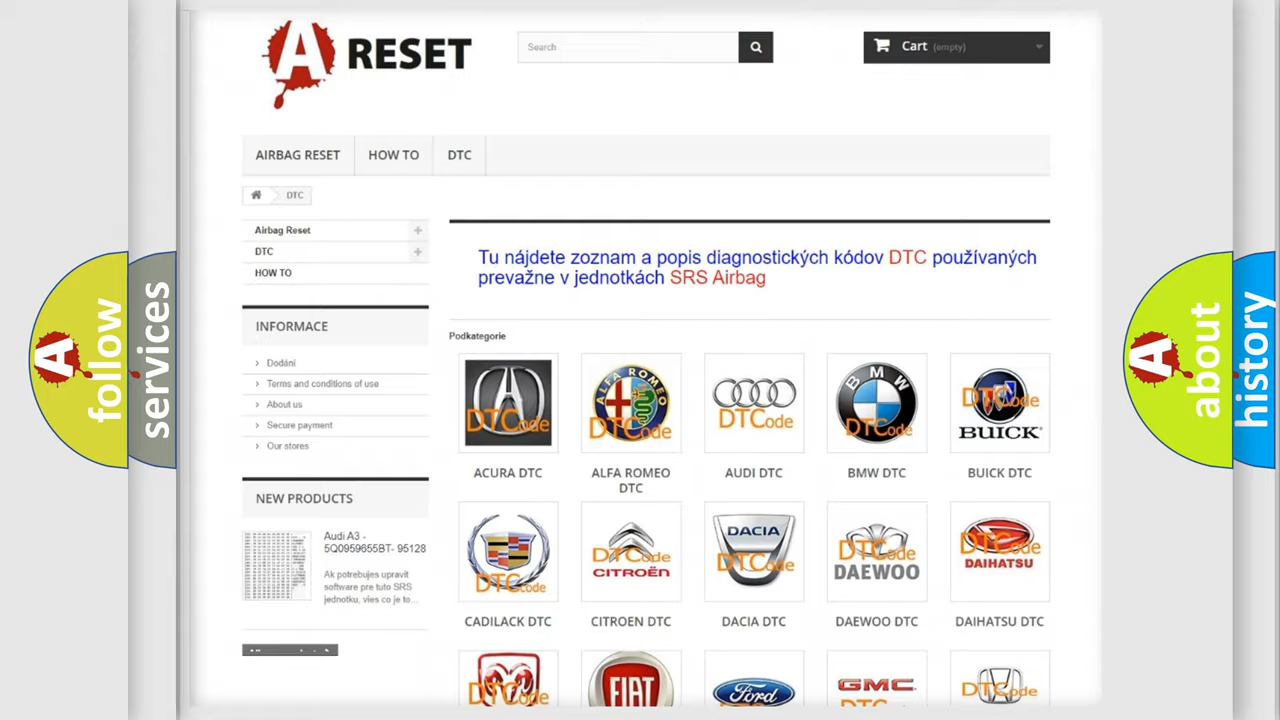 A RESET
Search
Cart (empty)
AIRBAG RESET
HOW TO
DTC
DTC
Airbag Reset
DTC
HOW TO
INFORMACE
Dodání
Terms and conditions of use
About us
Secure payment
Our stores
NEW PRODUCTS
Audi A3 -
5Q0959655BT- 95128
Ak potrebujes upravit
software pre tuto SRS
jednotku, vies co je to...
Tu nájdete zoznam a popis diagnostických kódov DTC používaných
prevažne v jednotkách SRS Airbag
Podkategorie
DTCode
ALFA ROMEO
DTCode
DTCode
BMW
DTCode
DTCode
BUICK
ACURA DTC
ALFA ROMEO
DTC
AUDI DTC
BMW DTC
BUICK DTC
DTCode
DTCode
CITROËN
DACIA
DTCode
DTCode
DAEWOO
DTCode
DAIHATSU
CADILACK DTC
CITROEN DTC
DACIA DTC
DAEWOO DTC
DAIHATSU DTC
DTCode
FIAT
Ford
GMC
DTCode
A follow
services
A about
history